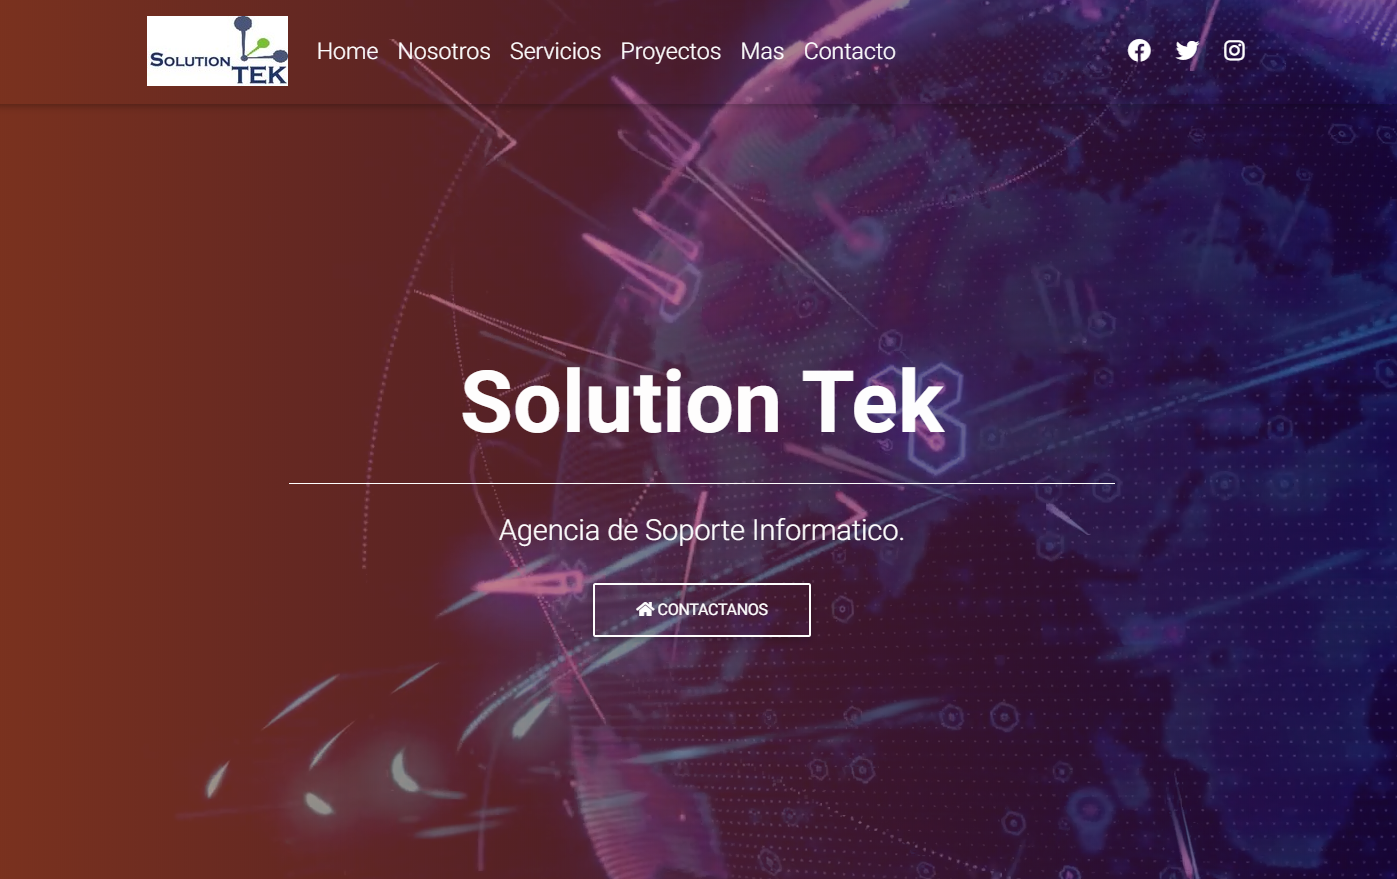 SOLUTION
TEK
Home Nosotros Servicios Proyectos Mas Contacto
Solution Tek
Agencia de Soporte Informatico.
CONTACTANOS